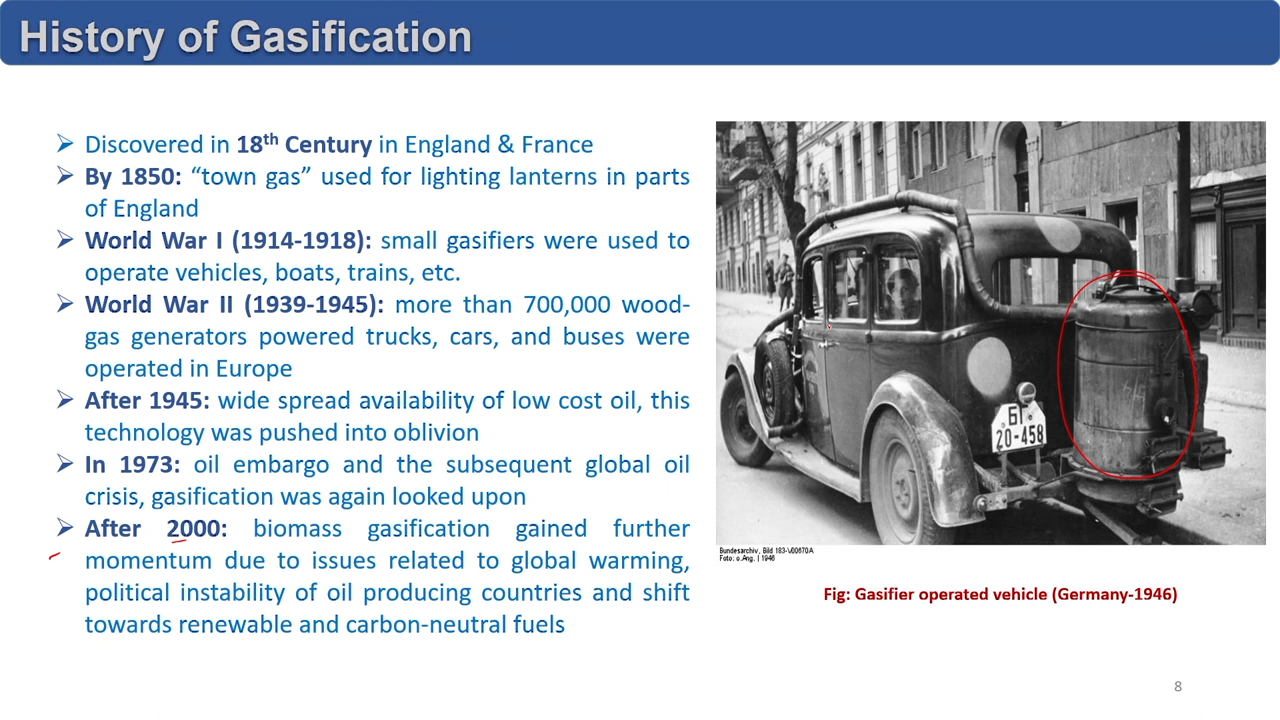 History of Gasification
➢ Discovered in 18th Century in England & France
➢ By 1850: “town gas” used for lighting lanterns in parts
of England
➢ World War I (1914-1918): small gasifiers were used to
operate vehicles, boats, trains, etc.
➢ World War II (1939-1945): more than 700,000 wood-
gas generators powered trucks, cars, and buses were
operated in Europe
➢ After 1945: wide spread availability of low cost oil, this
technology was pushed into oblivion
➢ In 1973: oil embargo and the subsequent global oil
crisis, gasification was again looked upon
➢ After 2000: biomass gasification gained further
momentum due to issues related to global warming,
political instability of oil producing countries and shift
towards renewable and carbon-neutral fuels
БГ
20-458
Bundesarchiv, Bild 183-V00670A
Foto: o.Ang. | 1946
Fig: Gasifier operated vehicle (Germany-1946)
8